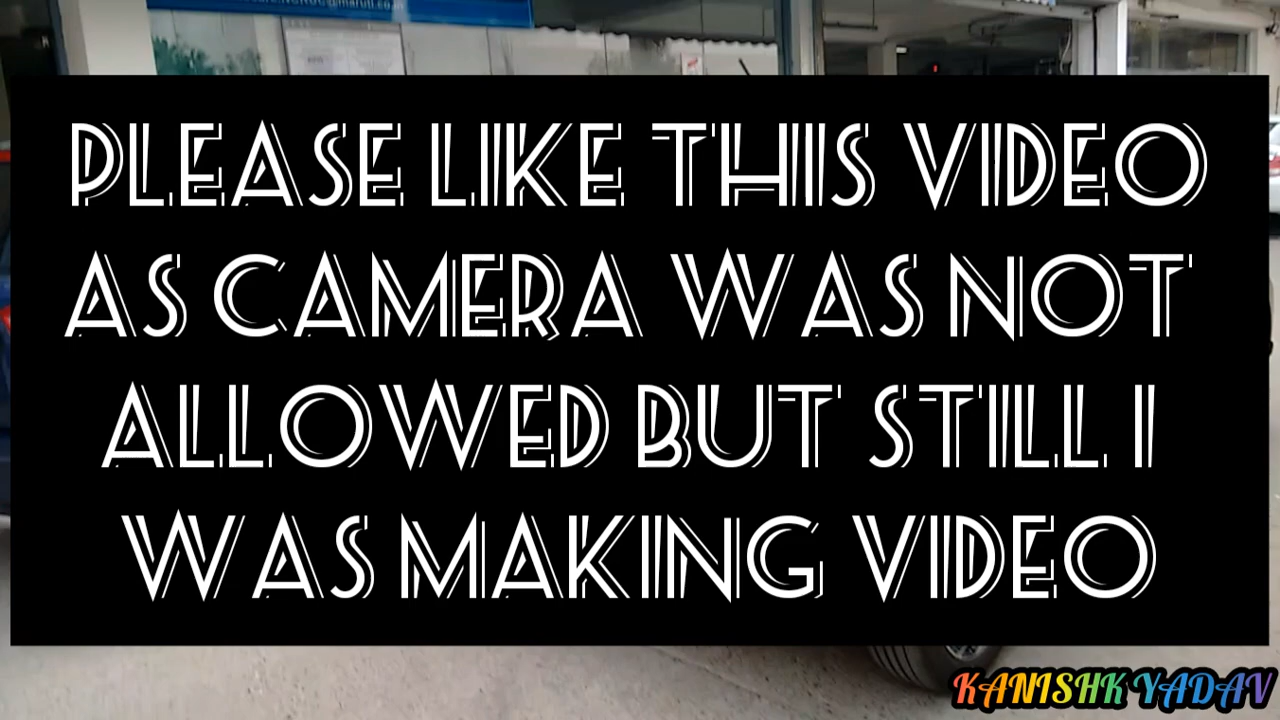 PLEASE LIKE THIS VIDEO
AS CAMERA WAS NOT
ALLOWED BUT STILL I
WAS MAKING VIDEO
KANISHK YADAV